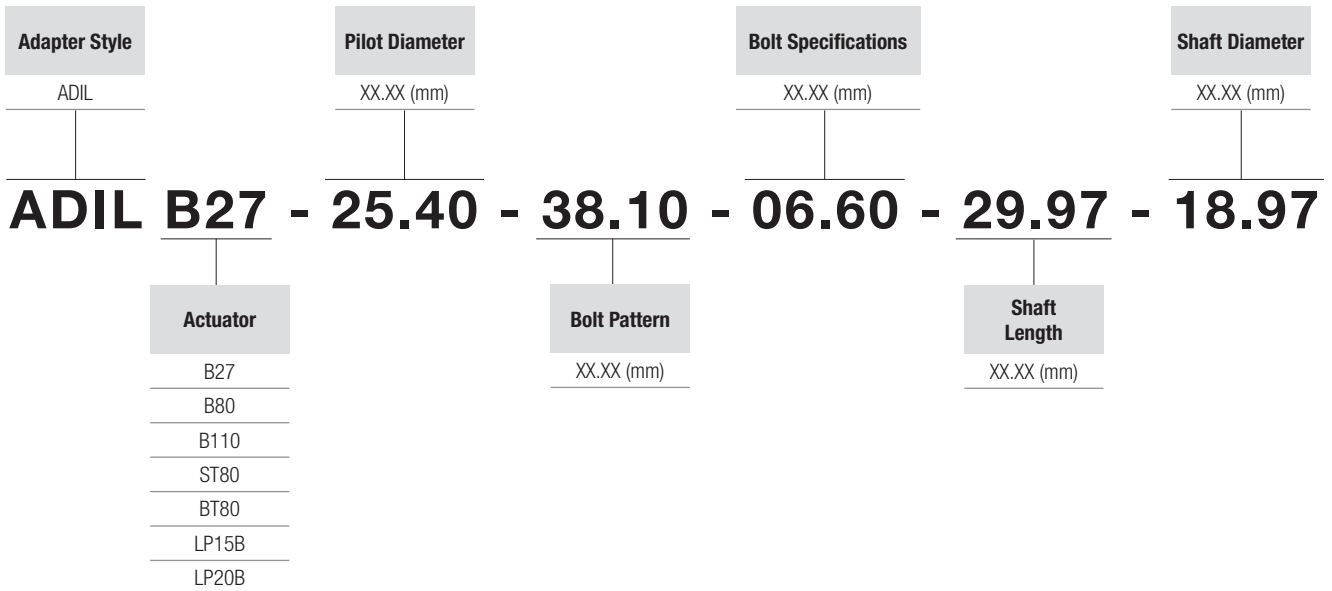 Adapter Style
Pilot Diameter
Bolt Specifications
Shaft Diameter
ADIL
XX.XX (mm)
XX.XX (mm)
XX.XX (mm)
ADIL B27 - 25.40 - 38.10 - 06.60 - 29.97 - 18.97
Actuator
B27
B80
B110
ST80
BT80
LP15B
LP20B
Bolt Pattern
XX.XX (mm)
Shaft
Length
XX.XX (mm)